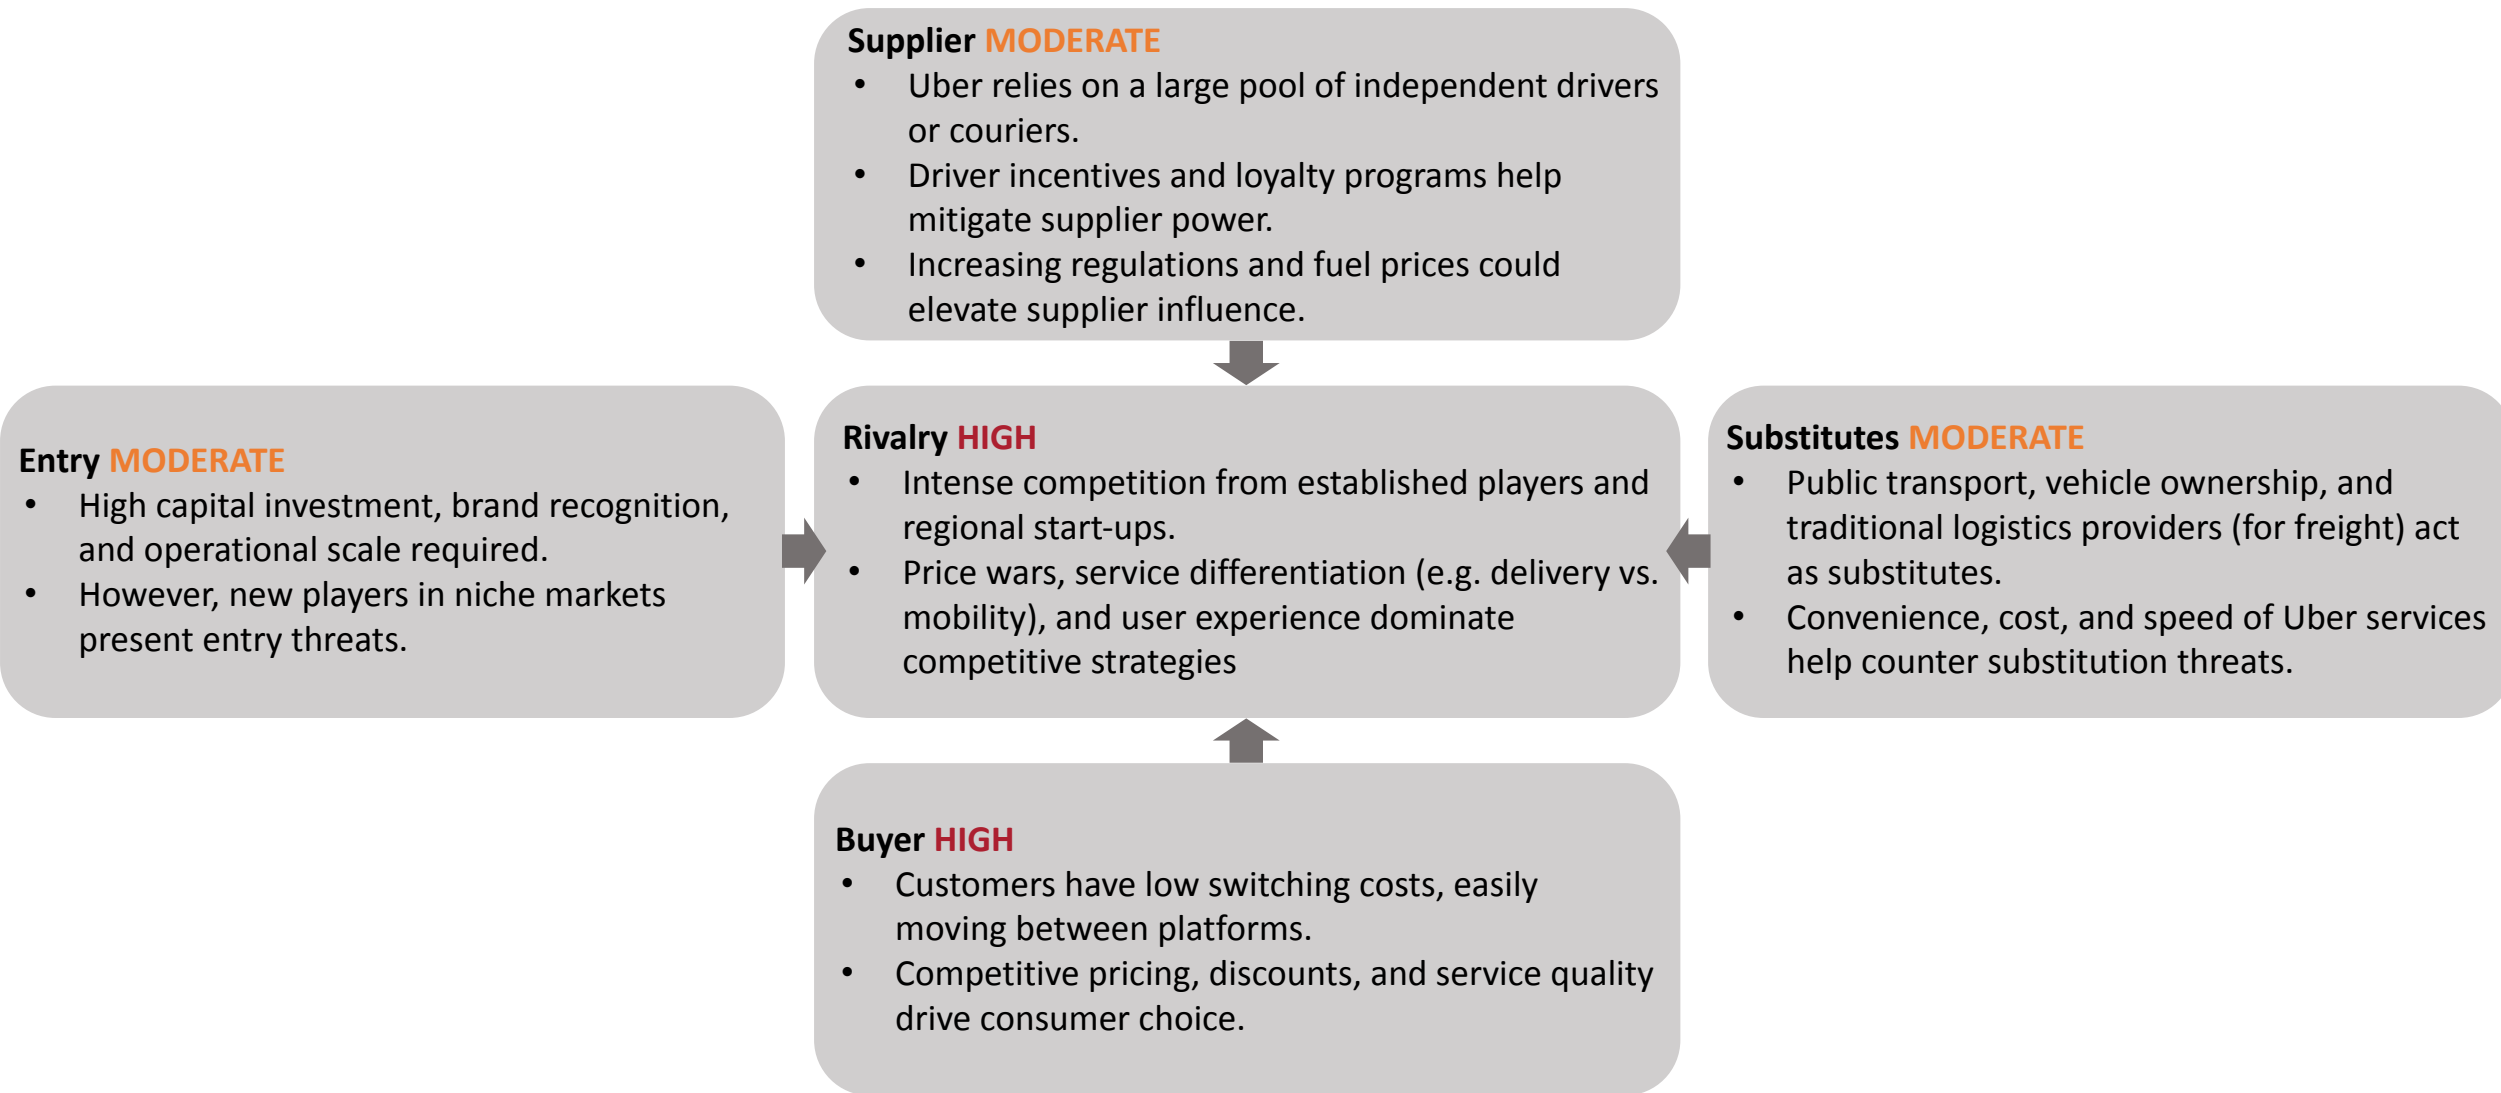 Supplier MODERATE
• Uber relies on a large pool of independent drivers
or couriers.
• Driver incentives and loyalty programs help
mitigate supplier power.
• Increasing regulations and fuel prices could
elevate supplier influence.
Entry MODERATE
• High capital investment, brand recognition,
and operational scale required.
• However, new players in niche markets
present entry threats.
Rivalry HIGH
• Intense competition from established players and
regional start-ups.
• Price wars, service differentiation (e.g. delivery vs.
mobility), and user experience dominate
competitive strategies
Substitutes MODERATE
• Public transport, vehicle ownership, and
traditional logistics providers (for freight) act
as substitutes.
• Convenience, cost, and speed of Uber services
help counter substitution threats.
Buyer HIGH
• Customers have low switching costs, easily
moving between platforms.
• Competitive pricing, discounts, and service quality
drive consumer choice.